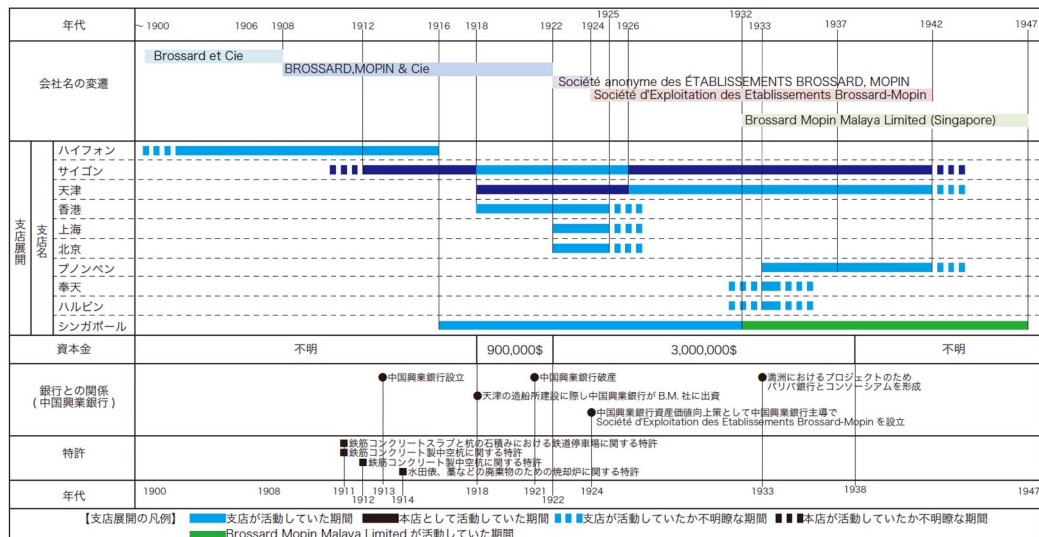 年代
～1900
1906
1908
1912
1916
1918
1922
1924
1925
1926
1932
1933
1937
1942
1947
会社名の変遷
Brossard et Cie
BROSSARD,MOPIN & Cie
Société anonyme des ÉTABLISSEMENTS BROSSARD, MOPIN
Société d'Exploitation des Etablissements Brossard-Mopin
Brossard Mopin Malaya Limited (Singapore)
支店展開
支店名
ハイフォン
サイゴン
天津
香港
上海
北京
プノンペン
奉天
ハルビン
シンガポール
資本金
不明
900,000$
3,000,000$
不明
銀行との関係
(中国興業銀行)
●中国興業銀行設立
●中国興業銀行破産
●満洲におけるプロジェクトのため
パリバ銀行とコンソーシアムを形成
●天津の造船所建設に際し中国興業銀行が B.M. 社に出資
●中国興業銀行資産価値向上策として中国興業銀行主導で
Société d'Exploitation des Etablissements Brossard-Mopin を設立
特許
■鉄筋コンクリートスラブと杭の石積みにおける鉄道停車場に関する特許
■鉄筋コンクリート製中空杭に関する特許
■鉄筋コンクリート製中空杭に関する特許
■水田俵、藁などの廃棄物のための焼却炉に関する特許
年代
1900
1908
1911
1912
1913
1914
1918
1921
1922
1924
1933
1938
1947
【支店展開の凡例】 支店が活動していた期間 本店として活動していた期間 支店が活動していたか不明瞭な期間 本店が活動していたか不明瞭な期間
Brossard Mopin Malaya Limited が活動していた期間